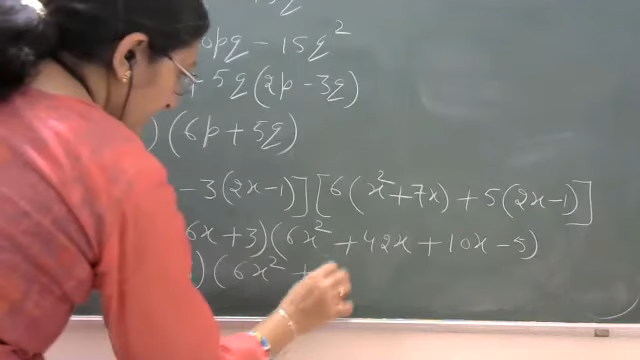 pq - 15q²
+ 5q(2p - 3q)
)(6p + 5q)
- 3(2x-1)][6(x²+7x) + 5(2x-1)]
6x + 3)(6x² + 42x + 10x - 5)
)(6x² +